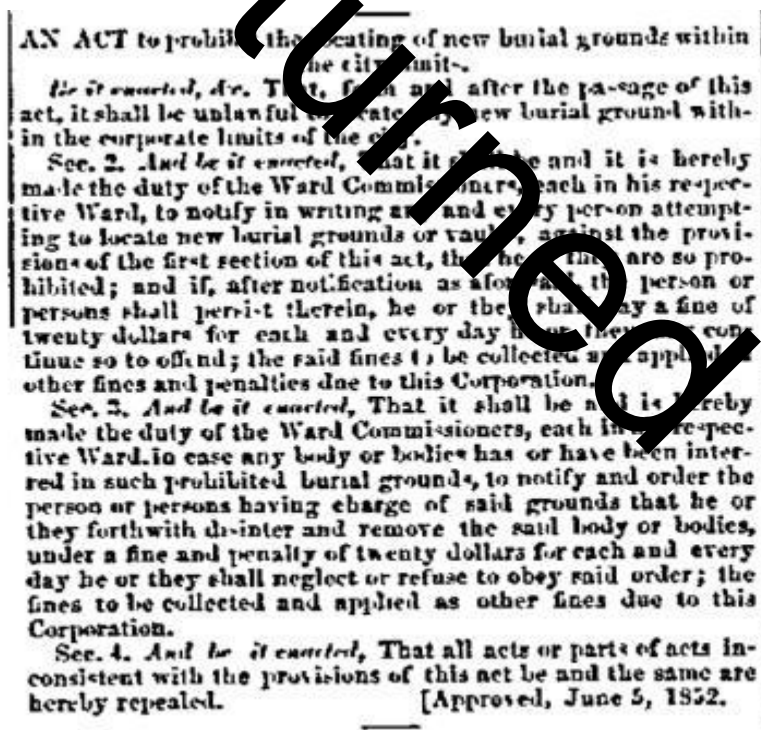 AN ACT to prohibit the locating of new burial grounds within
the city limits.
Be it enacted, &c. That, from and after the passage of this
act, it shall be unlawful to locate any new burial ground with-
in the corporate limits of the city.
Sec. 2. And be it enacted, That it shall be and it is hereby
made the duty of the Ward Commissioners, each in his respec-
tive Ward, to notify in writing any and every person attempt-
ing to locate new burial grounds or vaults, against the provi-
sions of the first section of this act, that he or they are so pro-
hibited; and if, after notification as aforesaid, the person or
persons shall persist therein, he or they shall pay a fine of
twenty dollars for each and every day he or they may con-
tinue so to offend; the said fines to be collected and applied as
other fines and penalties due to this Corporation.
Sec. 3. And be it enacted, That it shall be and is hereby
made the duty of the Ward Commissioners, each in his respec-
tive Ward, in case any body or bodies has or have been inter-
red in such prohibited burial grounds, to notify and order the
person or persons having charge of said grounds that he or
they forthwith dis-inter and remove the said body or bodies,
under a fine and penalty of twenty dollars for each and every
day he or they shall neglect or refuse to obey said order; the
fines to be collected and applied as other fines due to this
Corporation.
Sec. 4. And be it enacted, That all acts or parts of acts in-
consistent with the provisions of this act be and the same are
hereby repealed. [Approved, June 5, 1852.
turned